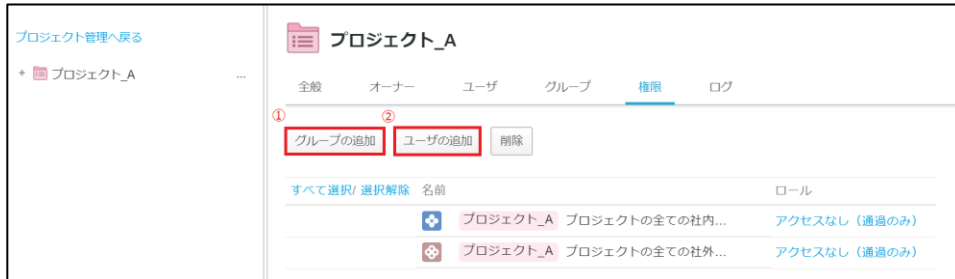 プロジェクト管理へ戻る
プロジェクト_A
...
プロジェクト_A
全般 オーナー ユーザ グループ 権限 ログ
① ②
グループの追加 ユーザの追加 削除
すべて選択/ 選択解除 名前 ロール
プロジェクト_A プロジェクトの全ての社内... アクセスなし（通過のみ）
プロジェクト_A プロジェクトの全ての社外... アクセスなし（通過のみ）